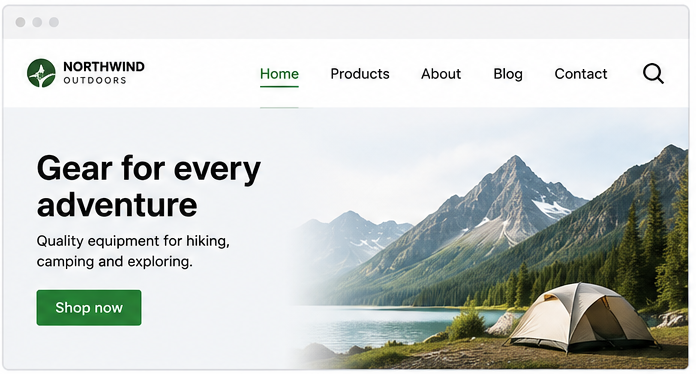 NORTHWIND
OUTDOORS
Home Products About Blog Contact
Gear for every
adventure
Quality equipment for hiking,
camping and exploring.
Shop now